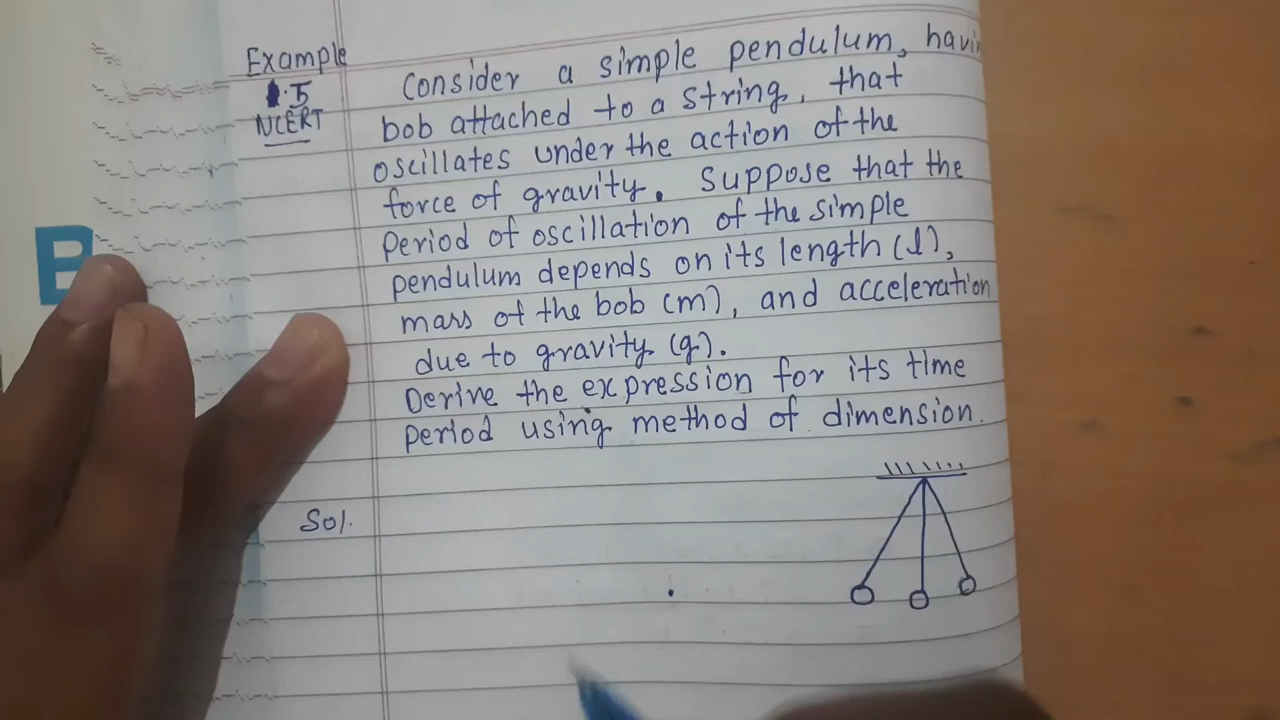 Example
.5
NCERT
Consider a simple pendulum, havi
bob attached to a string, that
oscillates under the action of the
force of gravity. Suppose that the
period of oscillation of the simple
pendulum depends on its length (l),
mass of the bob (m), and acceleration
due to gravity (g).
Derive the expression for its time
period using method of dimension.
Sol.
B